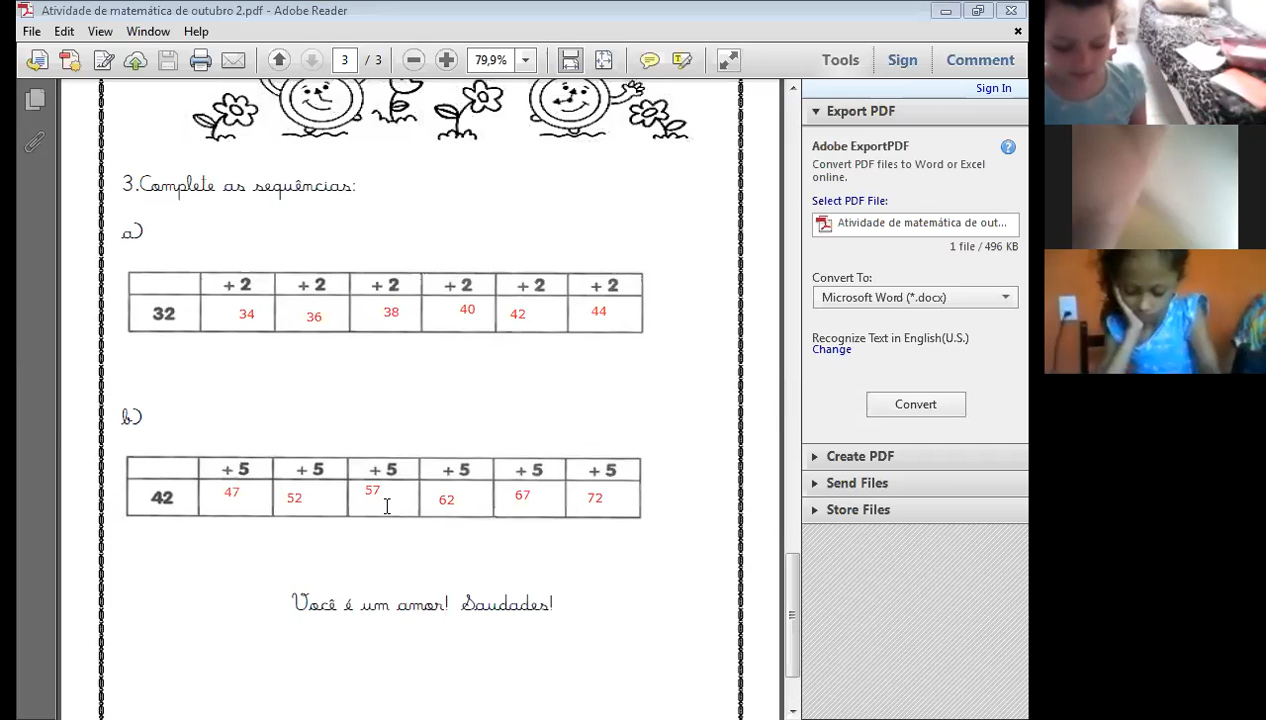 Atividade de matemática de outubro 2.pdf - Adobe Reader
File Edit View Window Help
3 / 3 79,9% Tools Sign Comment
Sign In
Export PDF
Adobe ExportPDF
Convert PDF files to Word or Excel
online.
Select PDF File:
Atividade de matemática de out...
1 file / 496 KB
Convert To:
Microsoft Word (*.docx)
Recognize Text in English(U.S.)
Change
Convert
Create PDF
Send Files
Store Files
3.Complete as sequências:
a)
+ 2 + 2 + 2 + 2 + 2 + 2
32 34 36 38 40 42 44
b)
+ 5 + 5 + 5 + 5 + 5 + 5
42 47 52 57 62 67 72
Você é um amor! Saudades!